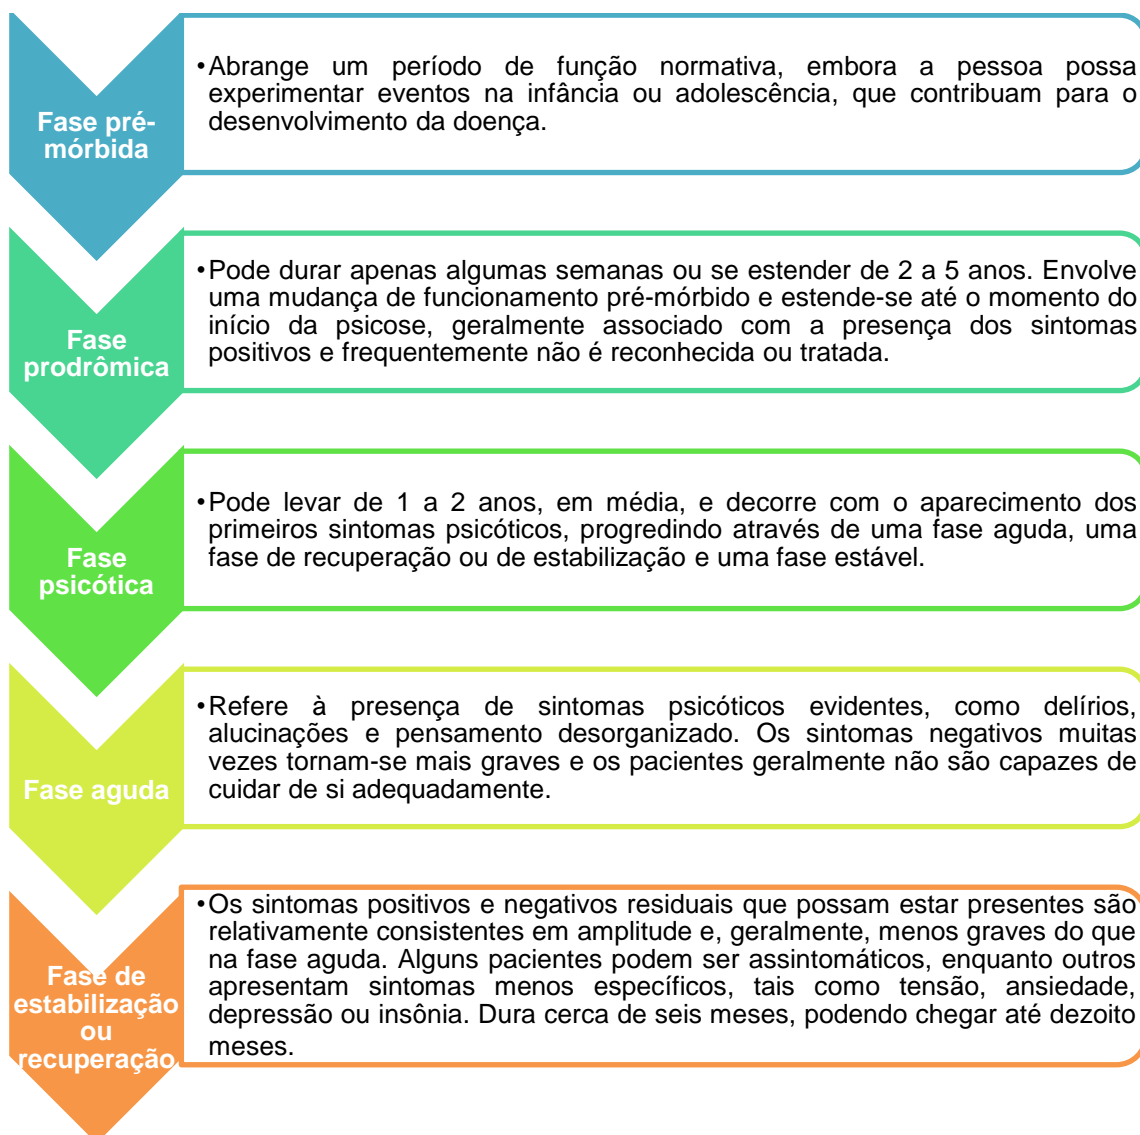 Fase pré-
mórbida
•Abrange um período de função normativa, embora a pessoa possa
experimentar eventos na infância ou adolescência, que contribuam para o
desenvolvimento da doença.
Fase
prodrômica
•Pode durar apenas algumas semanas ou se estender de 2 a 5 anos. Envolve
uma mudança de funcionamento pré-mórbido e estende-se até o momento do
início da psicose, geralmente associado com a presença dos sintomas
positivos e frequentemente não é reconhecida ou tratada.
Fase
psicótica
•Pode levar de 1 a 2 anos, em média, e decorre com o aparecimento dos
primeiros sintomas psicóticos, progredindo através de uma fase aguda, uma
fase de recuperação ou de estabilização e uma fase estável.
Fase aguda
•Refere à presença de sintomas psicóticos evidentes, como delírios,
alucinações e pensamento desorganizado. Os sintomas negativos muitas
vezes tornam-se mais graves e os pacientes geralmente não são capazes de
cuidar de si adequadamente.
Fase de
estabilização
ou
recuperação
•Os sintomas positivos e negativos residuais que possam estar presentes são
relativamente consistentes em amplitude e, geralmente, menos graves do que
na fase aguda. Alguns pacientes podem ser assintomáticos, enquanto outros
apresentam sintomas menos específicos, tais como tensão, ansiedade,
depressão ou insônia. Dura cerca de seis meses, podendo chegar até dezoito
meses.